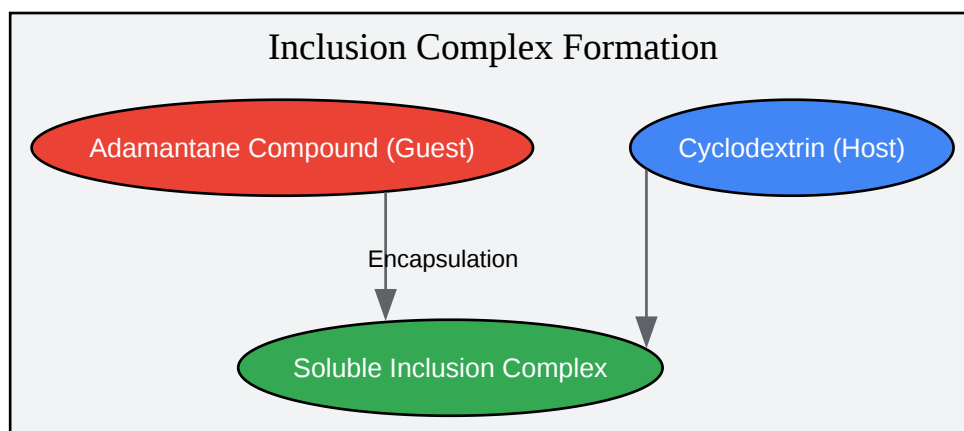 Inclusion Complex Formation
Adamantane Compound (Guest)
Cyclodextrin (Host)
Encapsulation
Soluble Inclusion Complex